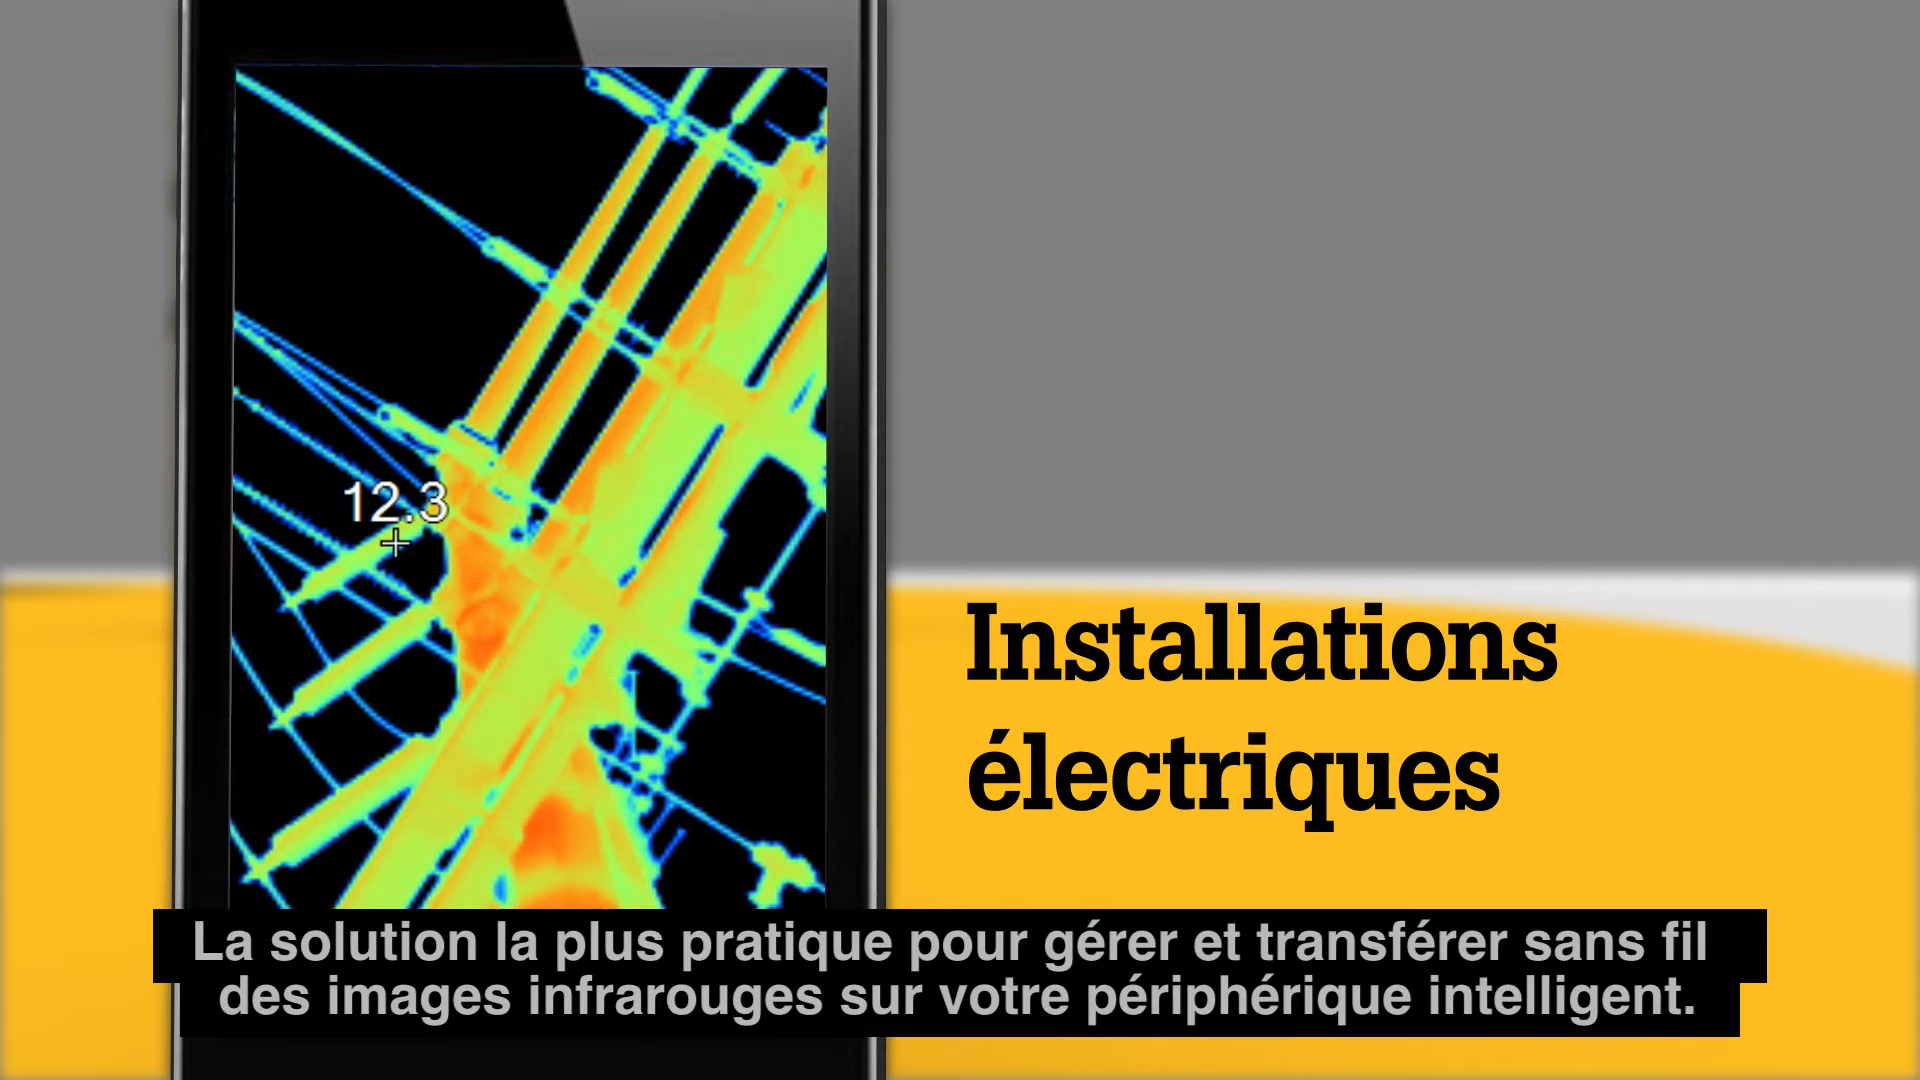 12.3
Installations
électriques
La solution la plus pratique pour gérer et transférer sans fil
des images infrarouges sur votre périphérique intelligent.